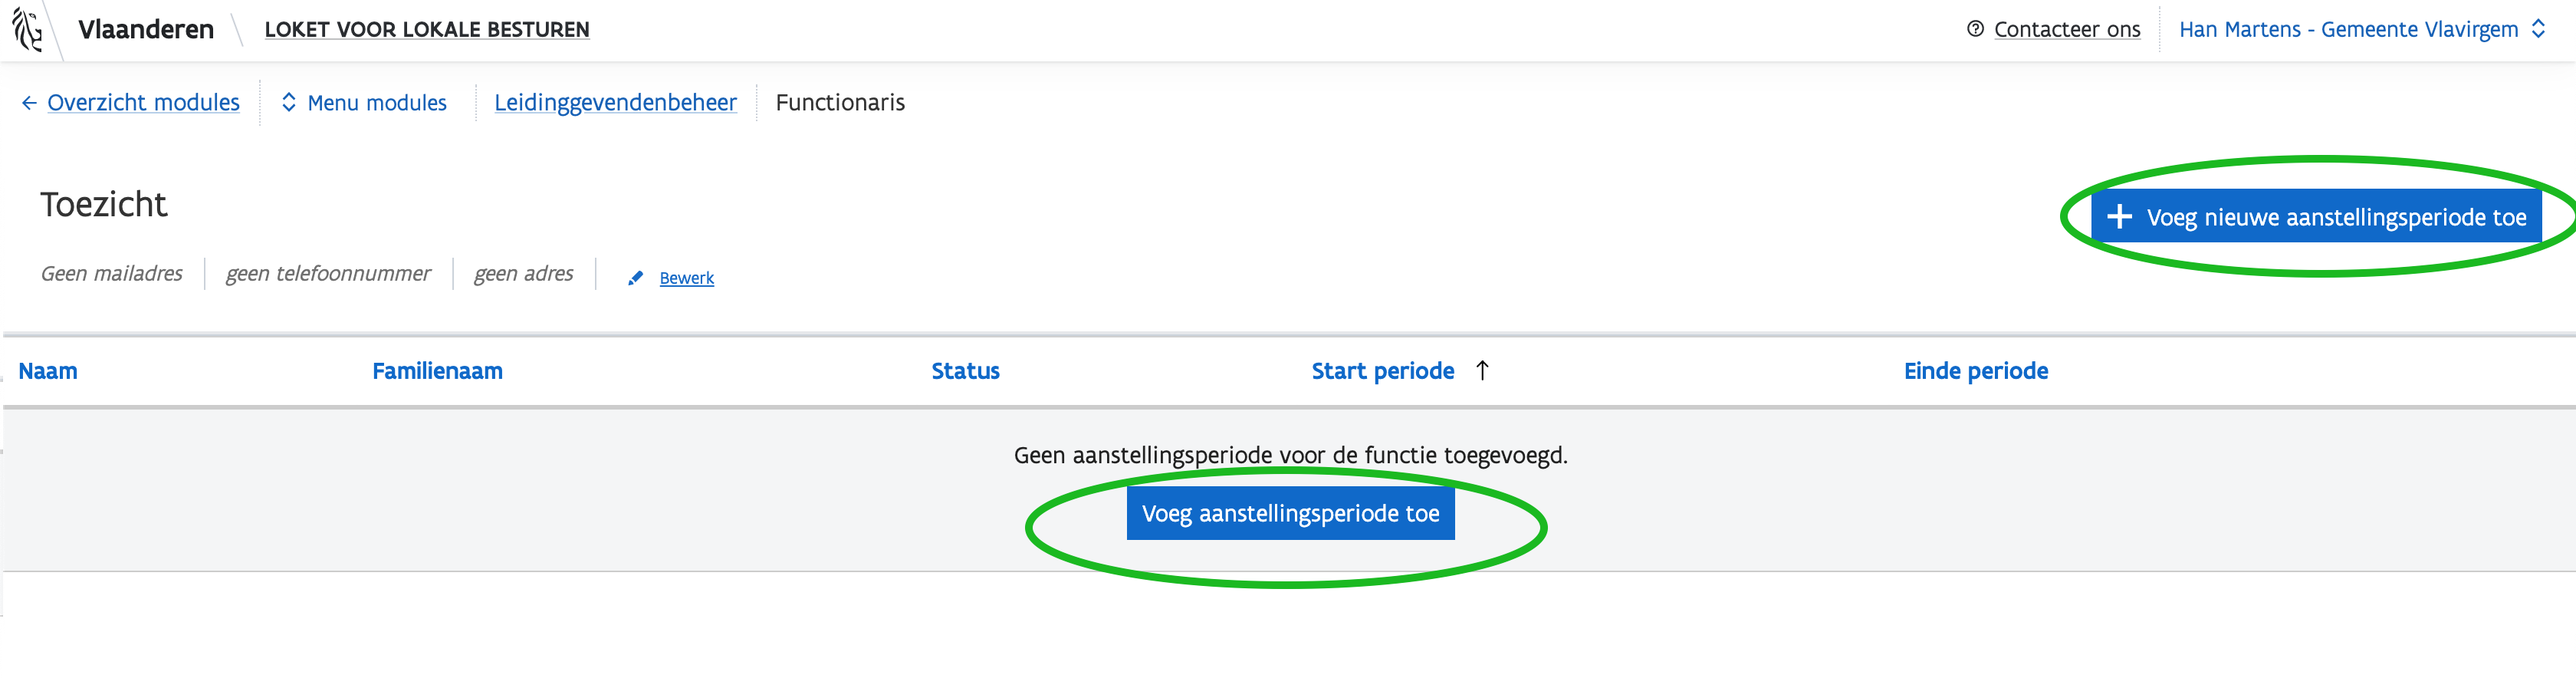 Vlaanderen LOKET VOOR LOKALE BESTUREN Contacteer ons Han Martens - Gemeente Vlavirgem
Overzicht modules Menu modules Leidinggevendenbeheer Functionaris
Toezicht
Voeg nieuwe aanstellingsperiode toe
Geen mailadres geen telefoonnummer geen adres Bewerk
Naam Familienaam Status Start periode Einde periode
Geen aanstellingsperiode voor de functie toegevoegd.
Voeg aanstellingsperiode toe